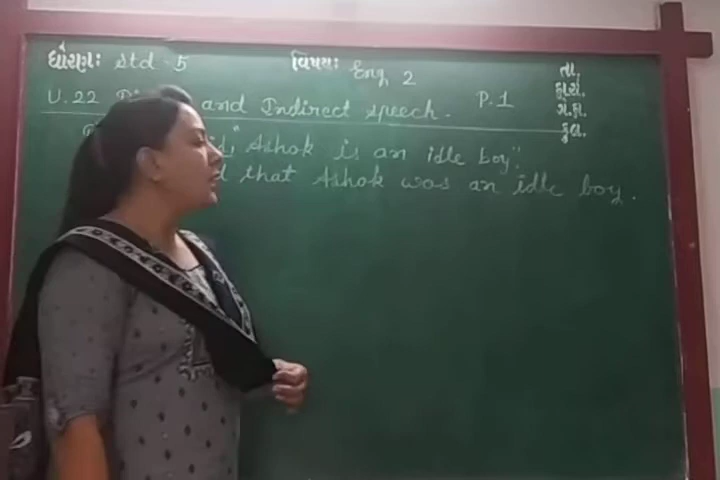 ધોરણઃ Std - 5 વિષયઃ Eng 2
તા.
હાજર.
ગે.હા.
કુલ.
U.22 and Indirect speech. P.1
"Ashok is an idle boy".
that Ashok was an idle boy.